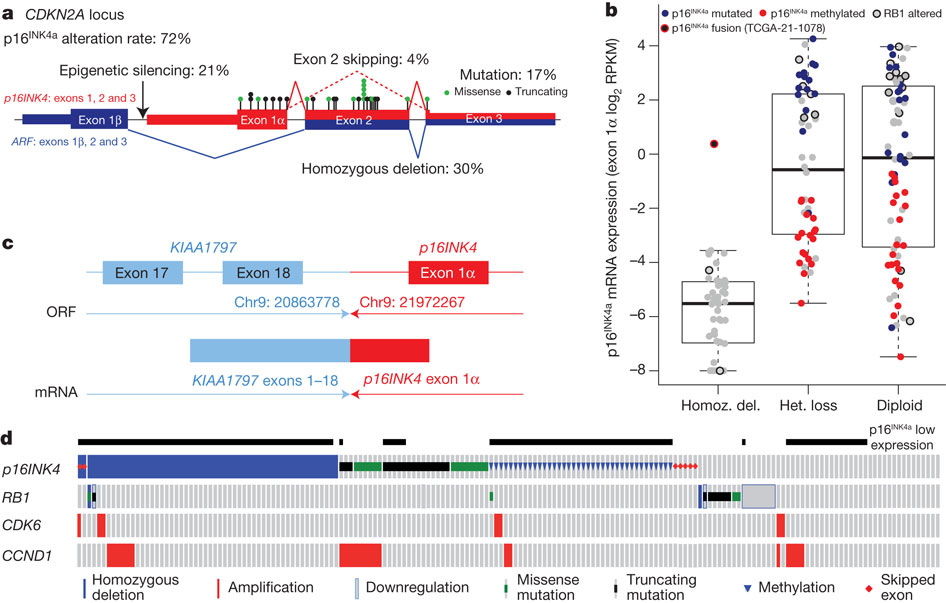 a CDKN2A locus
p16INK4a alteration rate: 72%
Epigenetic silencing: 21%
Exon 2 skipping: 4%
Mutation: 17%
Missense Truncating
p16INK4: exons 1, 2 and 3
Exon 1β Exon 1α Exon 2 Exon 3
ARF: exons 1β, 2 and 3
Homozygous deletion: 30%
b
p16INK4a mutated p16INK4a methylated RB1 altered
p16INK4a fusion (TCGA-21-1078)
p16INK4a mRNA expression (exon 1α log2 RPKM)
4
2
0
−2
−4
−6
−8
Homoz. del. Het. loss Diploid
c
KIAA1797 p16INK4
Exon 17 Exon 18 Exon 1α
Chr9: 20863778 Chr9: 21972267
ORF
KIAA1797 exons 1–18 p16INK4 exon 1α
mRNA
d
p16INK4a low
expression
p16INK4
RB1
CDK6
CCND1
Homozygous
deletion
Amplification
Downregulation
Missense
mutation
Truncating
mutation
Methylation
Skipped
exon